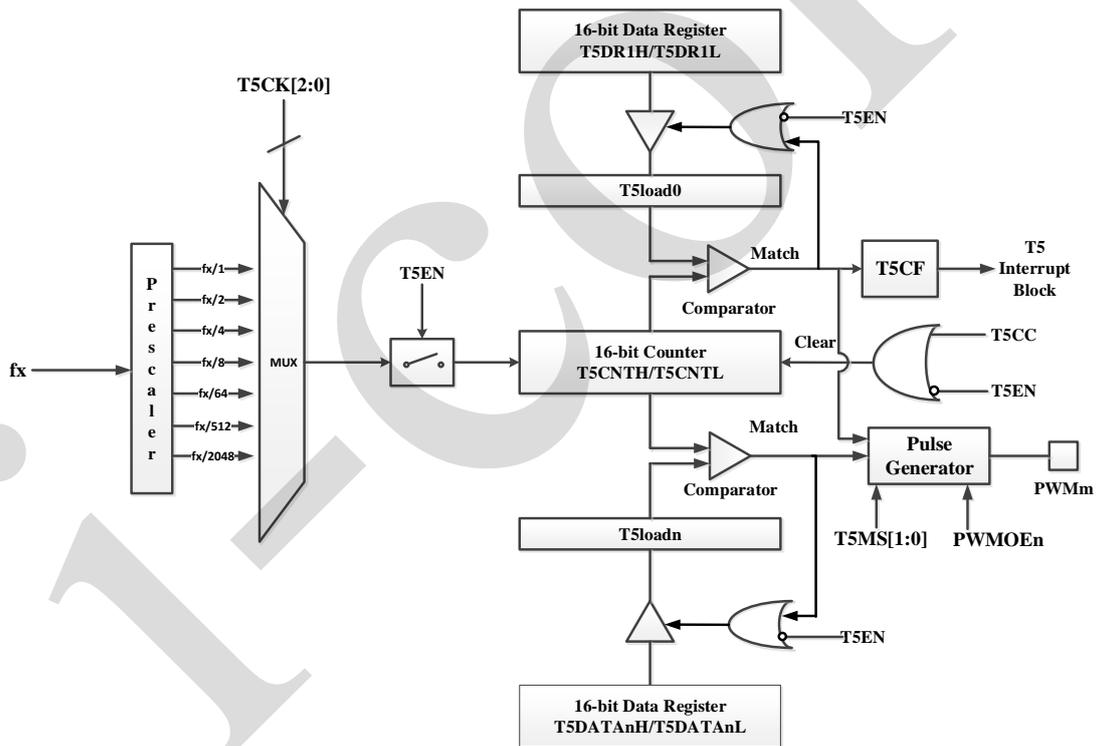 16-bit Data Register
T5DR1H/T5DR1L
T5CK[2:0]
T5EN
T5load0
Match
T5CF
T5
Interrupt
Block
Comparator
Prescaler
fx/1
fx/2
fx/4
fx/8
fx/64
fx/512
fx/2048
fx
MUX
T5EN
16-bit Counter
T5CNTH/T5CNTL
Clear
T5CC
T5EN
Match
Comparator
Pulse
Generator
PWMm
T5MS[1:0]
PWMOEn
T5loadn
T5EN
16-bit Data Register
T5DATAnH/T5DATAnL